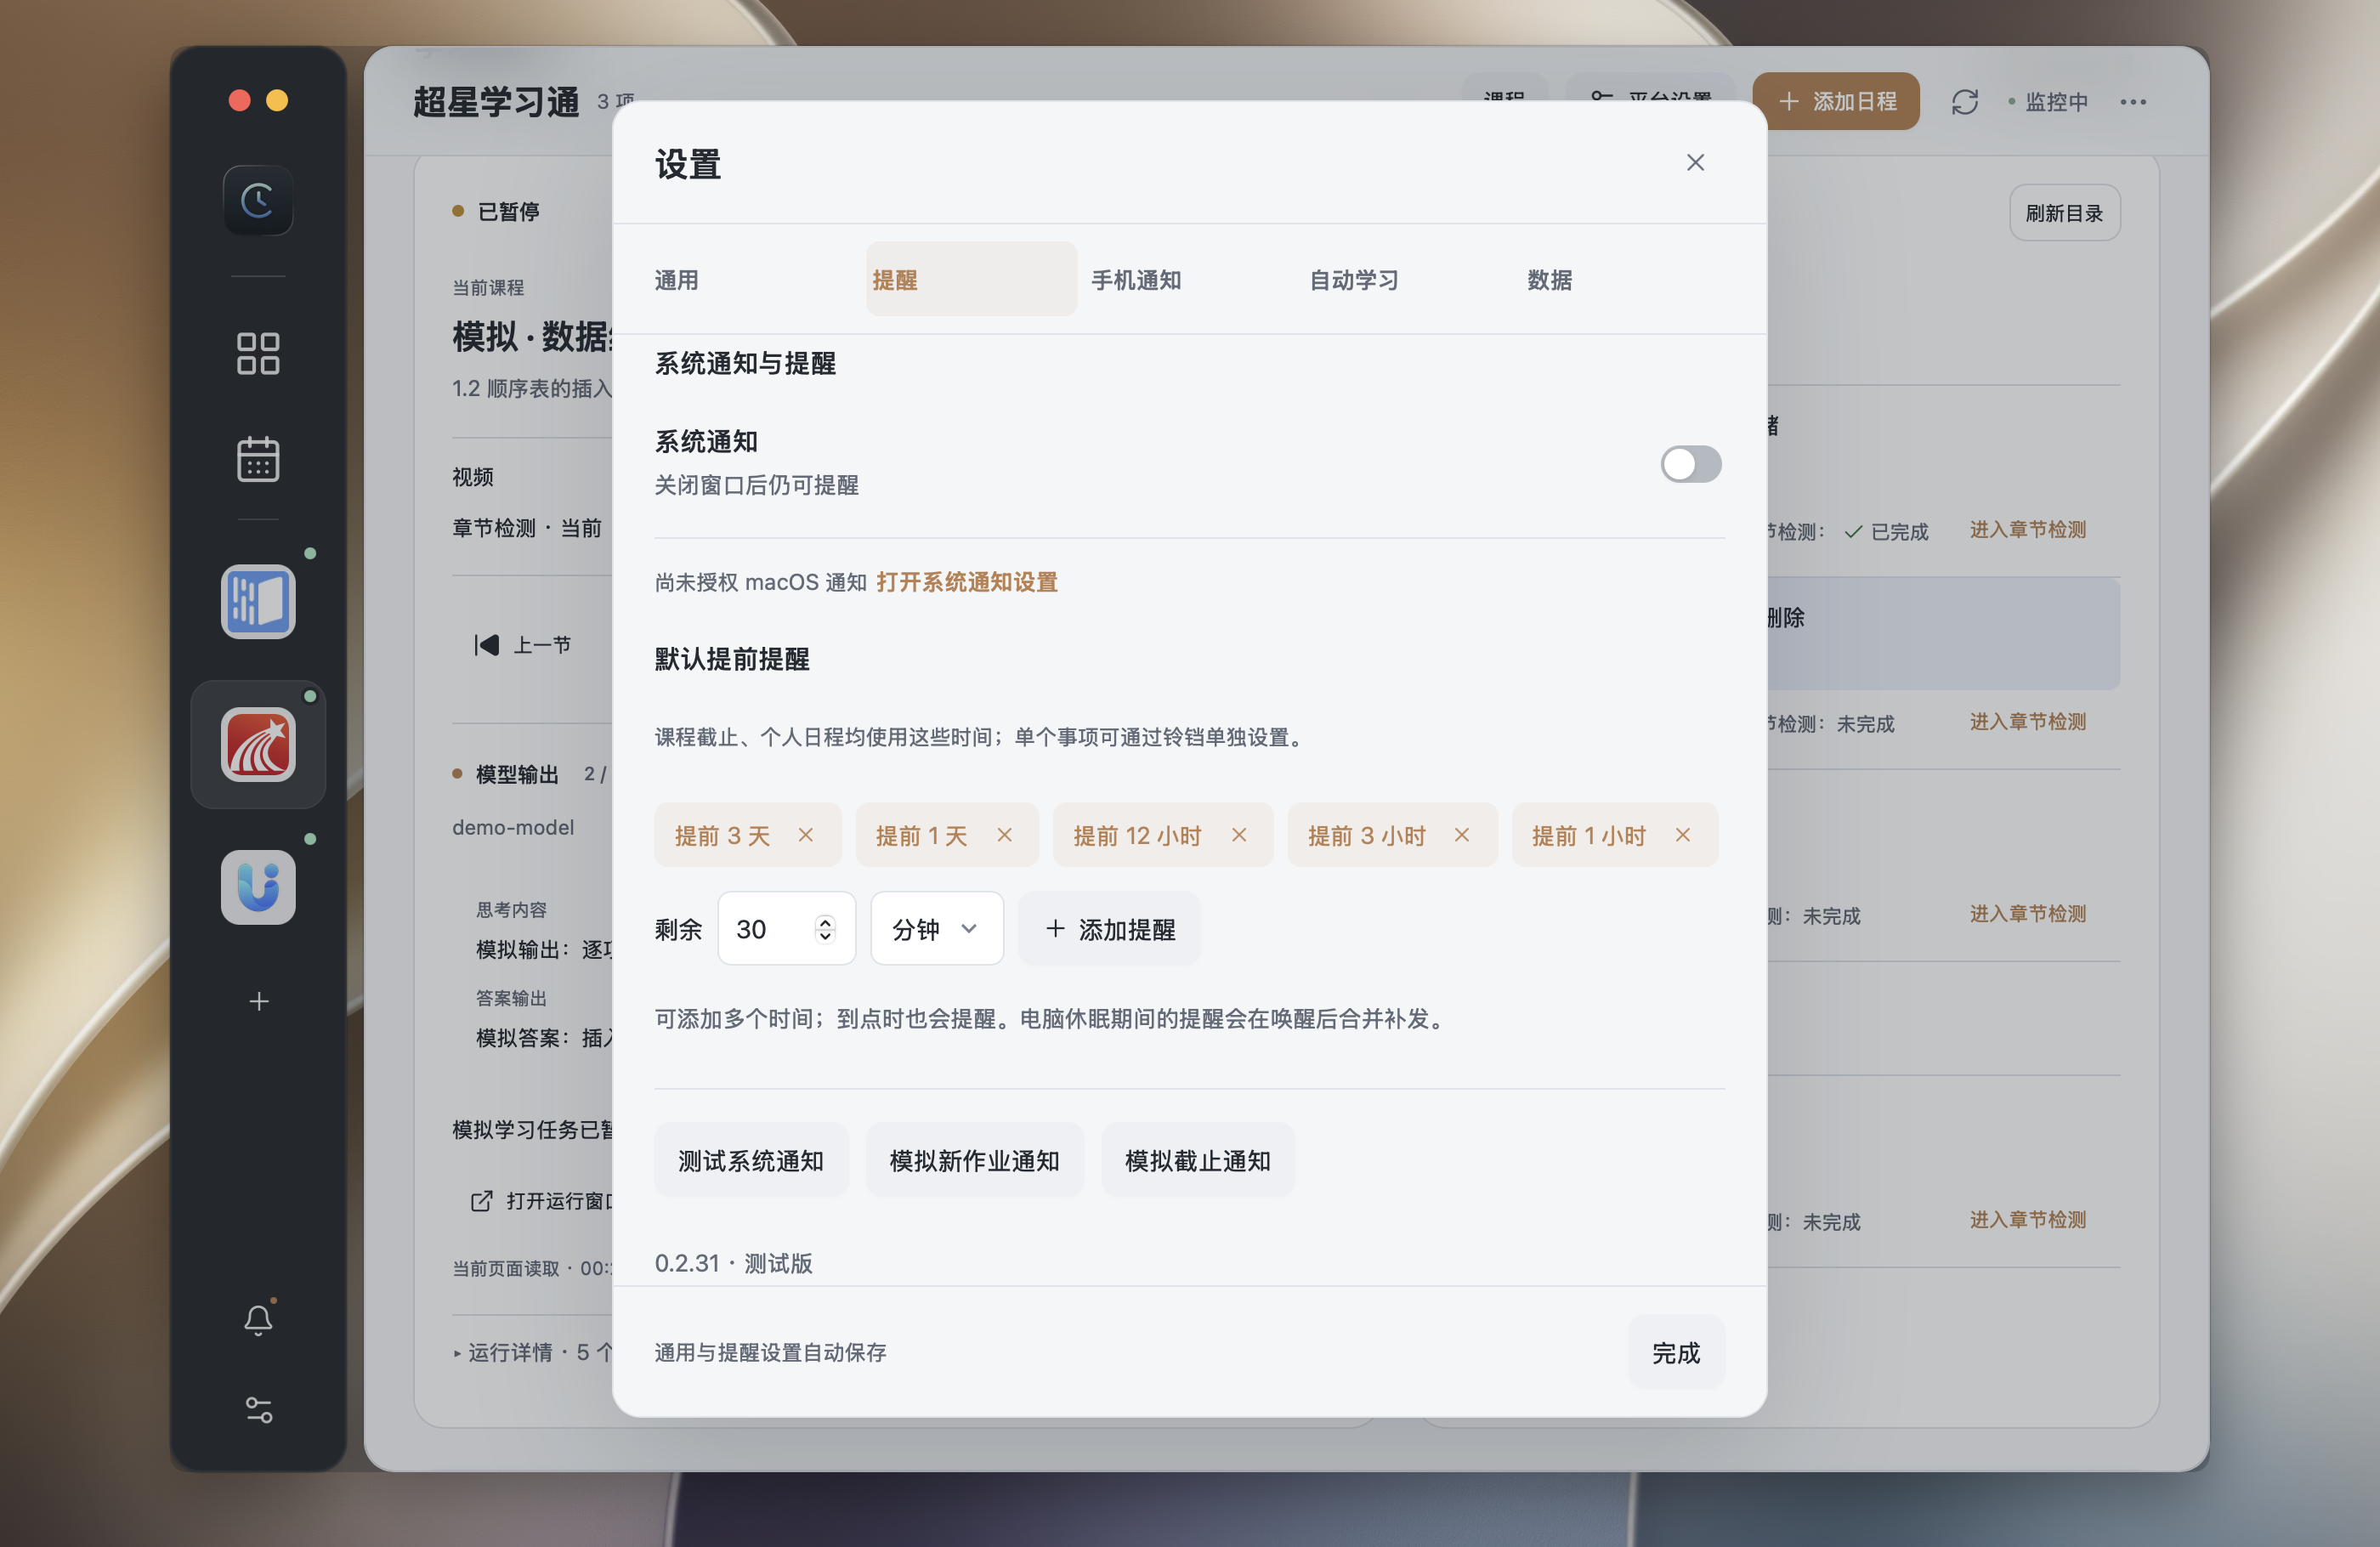 超星学习通 3 项
添加日程
监控中
已暂停
刷新目录
当前课程
模拟 · 数据
1.2 顺序表的插入
视频
章节检测 · 当前
上一节
模型输出 2 /
demo-model
思考内容
模拟输出：逐
答案输出
模拟答案：插
模拟学习任务已
打开运行窗
当前页面读取 · 00:
运行详情 · 5 个
设置
通用
提醒
手机通知
自动学习
数据
系统通知与提醒
系统通知
关闭窗口后仍可提醒
尚未授权 macOS 通知 打开系统通知设置
默认提前提醒
课程截止、个人日程均使用这些时间；单个事项可通过铃铛单独设置。
提前 3 天
提前 1 天
提前 12 小时
提前 3 小时
提前 1 小时
剩余 30 分钟 添加提醒
可添加多个时间；到点时也会提醒。电脑休眠期间的提醒会在唤醒后合并补发。
测试系统通知
模拟新作业通知
模拟截止通知
0.2.31 · 测试版
通用与提醒设置自动保存
完成
检测： 已完成 进入章节检测
删除
检测：未完成 进入章节检测
测：未完成 进入章节检测
测：未完成 进入章节检测